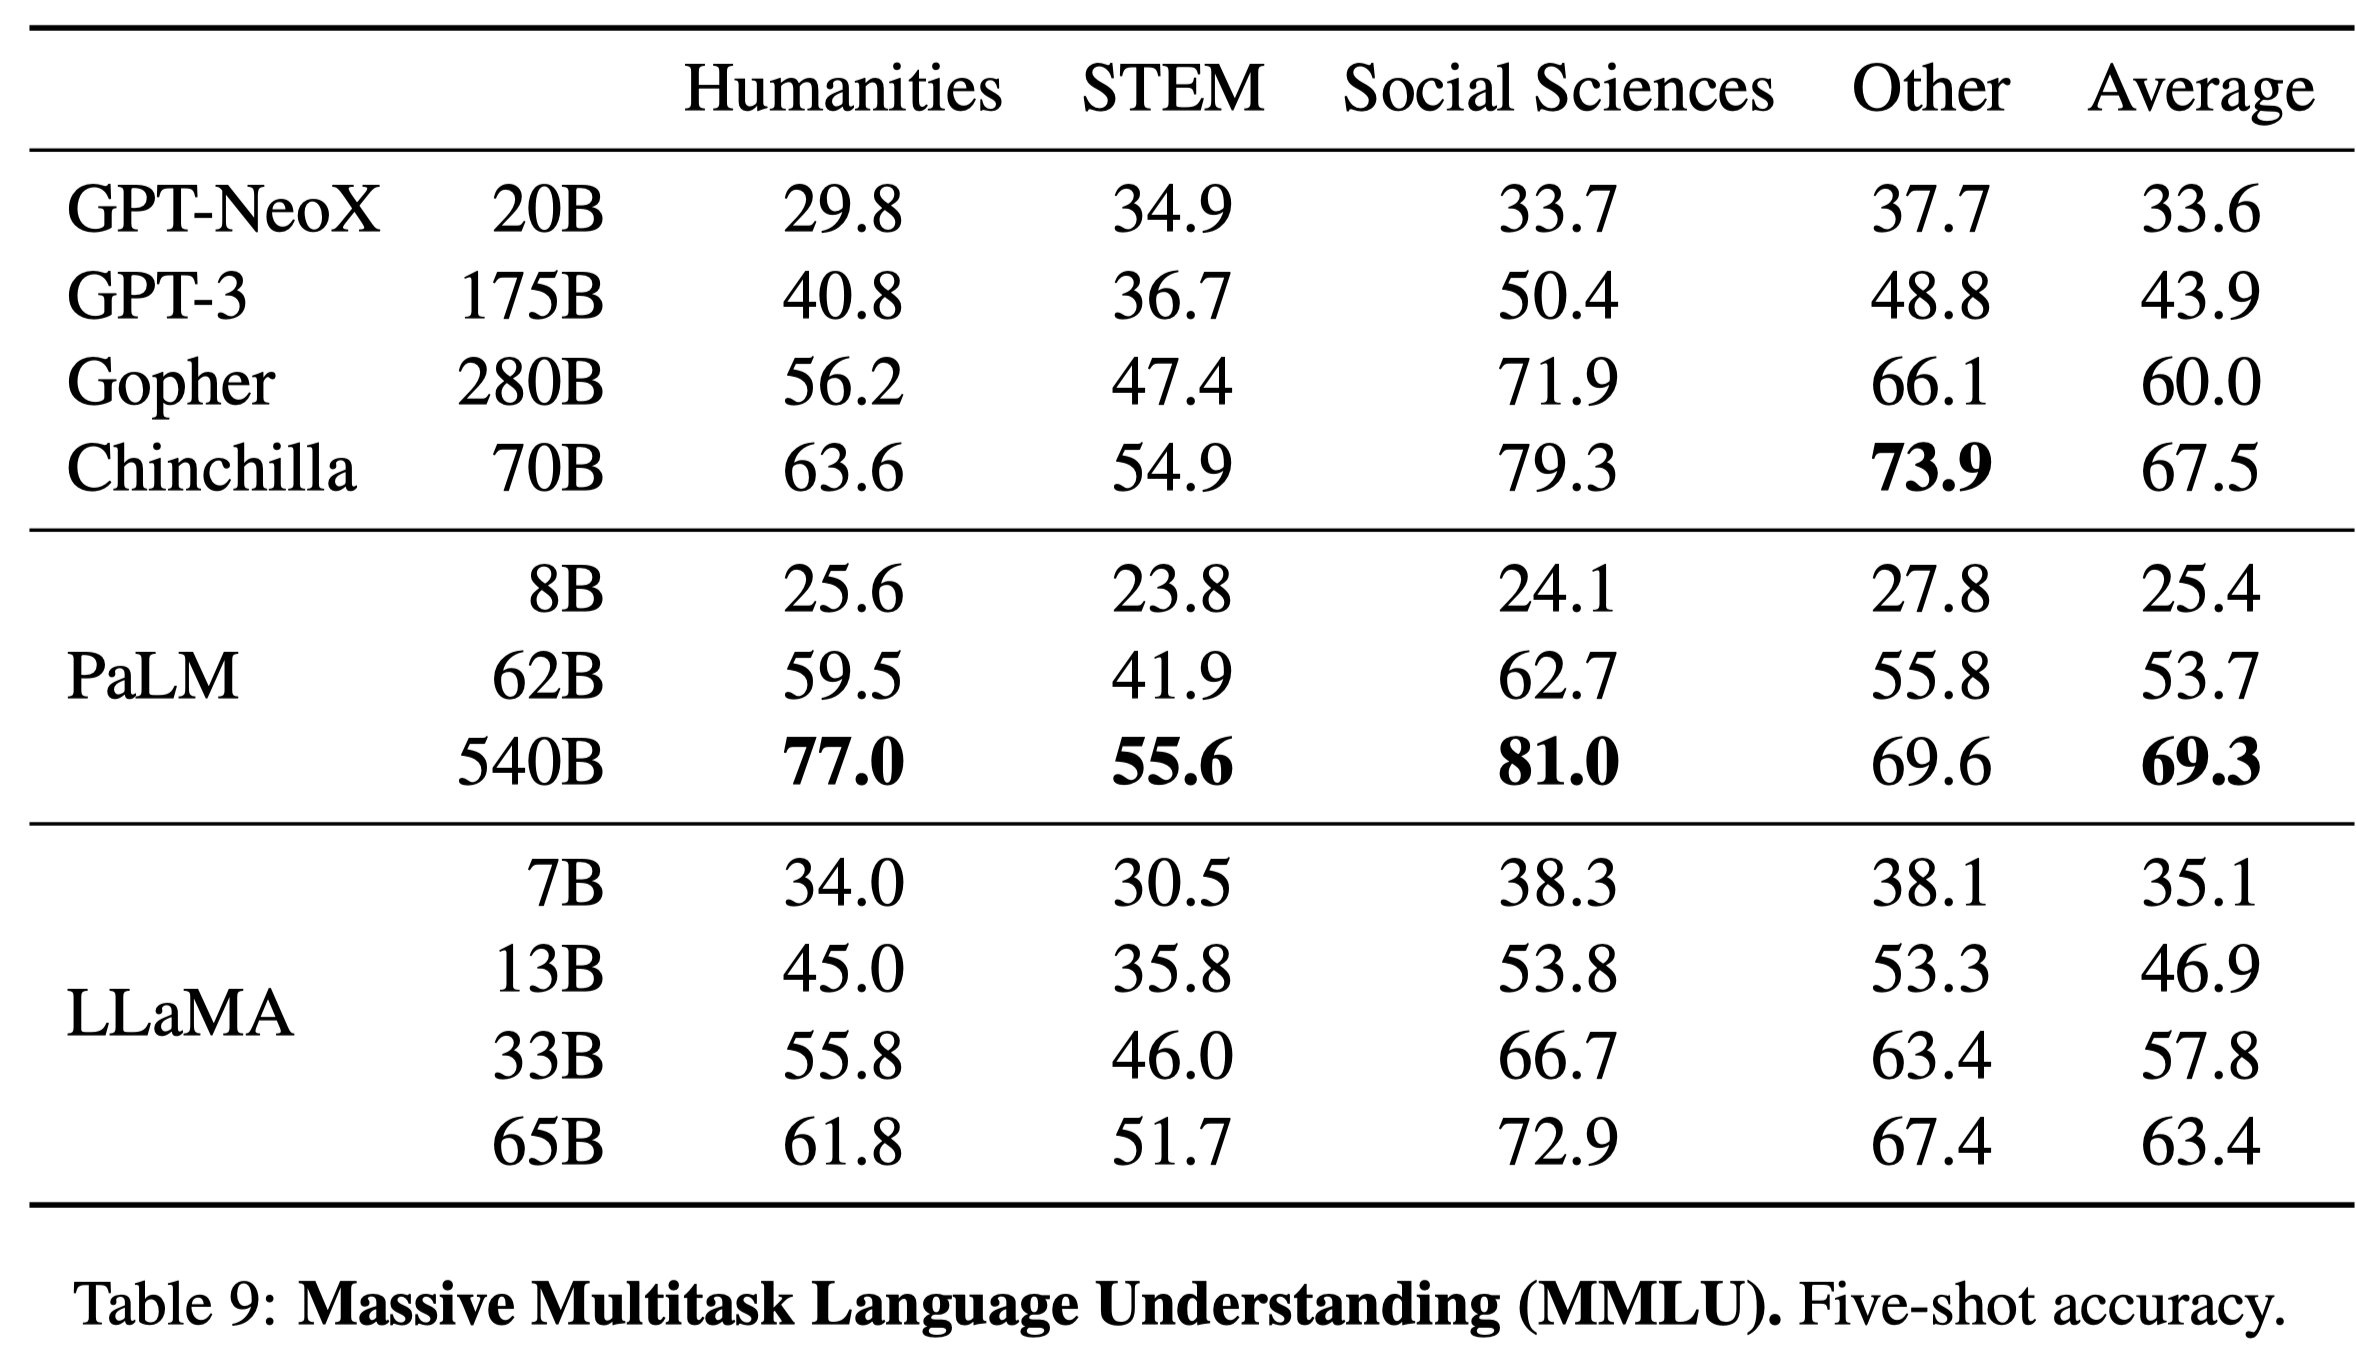 Humanities STEM Social Sciences Other Average
GPT-NeoX 20B 29.8 34.9 33.7 37.7 33.6
GPT-3 175B 40.8 36.7 50.4 48.8 43.9
Gopher 280B 56.2 47.4 71.9 66.1 60.0
Chinchilla 70B 63.6 54.9 79.3 73.9 67.5
8B 25.6 23.8 24.1 27.8 25.4
PaLM 62B 59.5 41.9 62.7 55.8 53.7
540B 77.0 55.6 81.0 69.6 69.3
7B 34.0 30.5 38.3 38.1 35.1
13B 45.0 35.8 53.8 53.3 46.9
LLaMA
33B 55.8 46.0 66.7 63.4 57.8
65B 61.8 51.7 72.9 67.4 63.4
Table 9: Massive Multitask Language Understanding (MMLU). Five-shot accuracy.